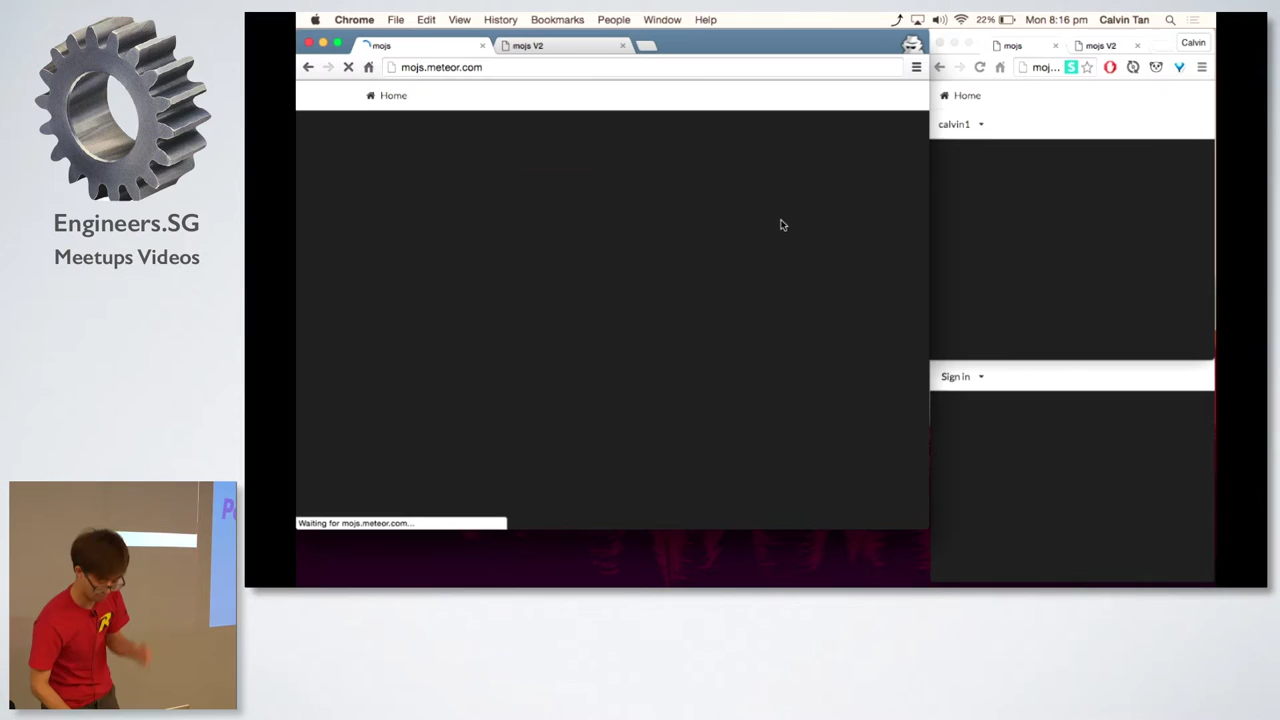 Engineers.SG
Meetups Videos
Chrome File Edit View History Bookmarks People Window Help
22% Mon 8:16 pm Calvin Tan
mojs
mojs V2
mojs.meteor.com
Home
Waiting for mojs.meteor.com...
mojs
mojs V2
Calvin
moj...
S
Home
calvin1
Sign in
P
R